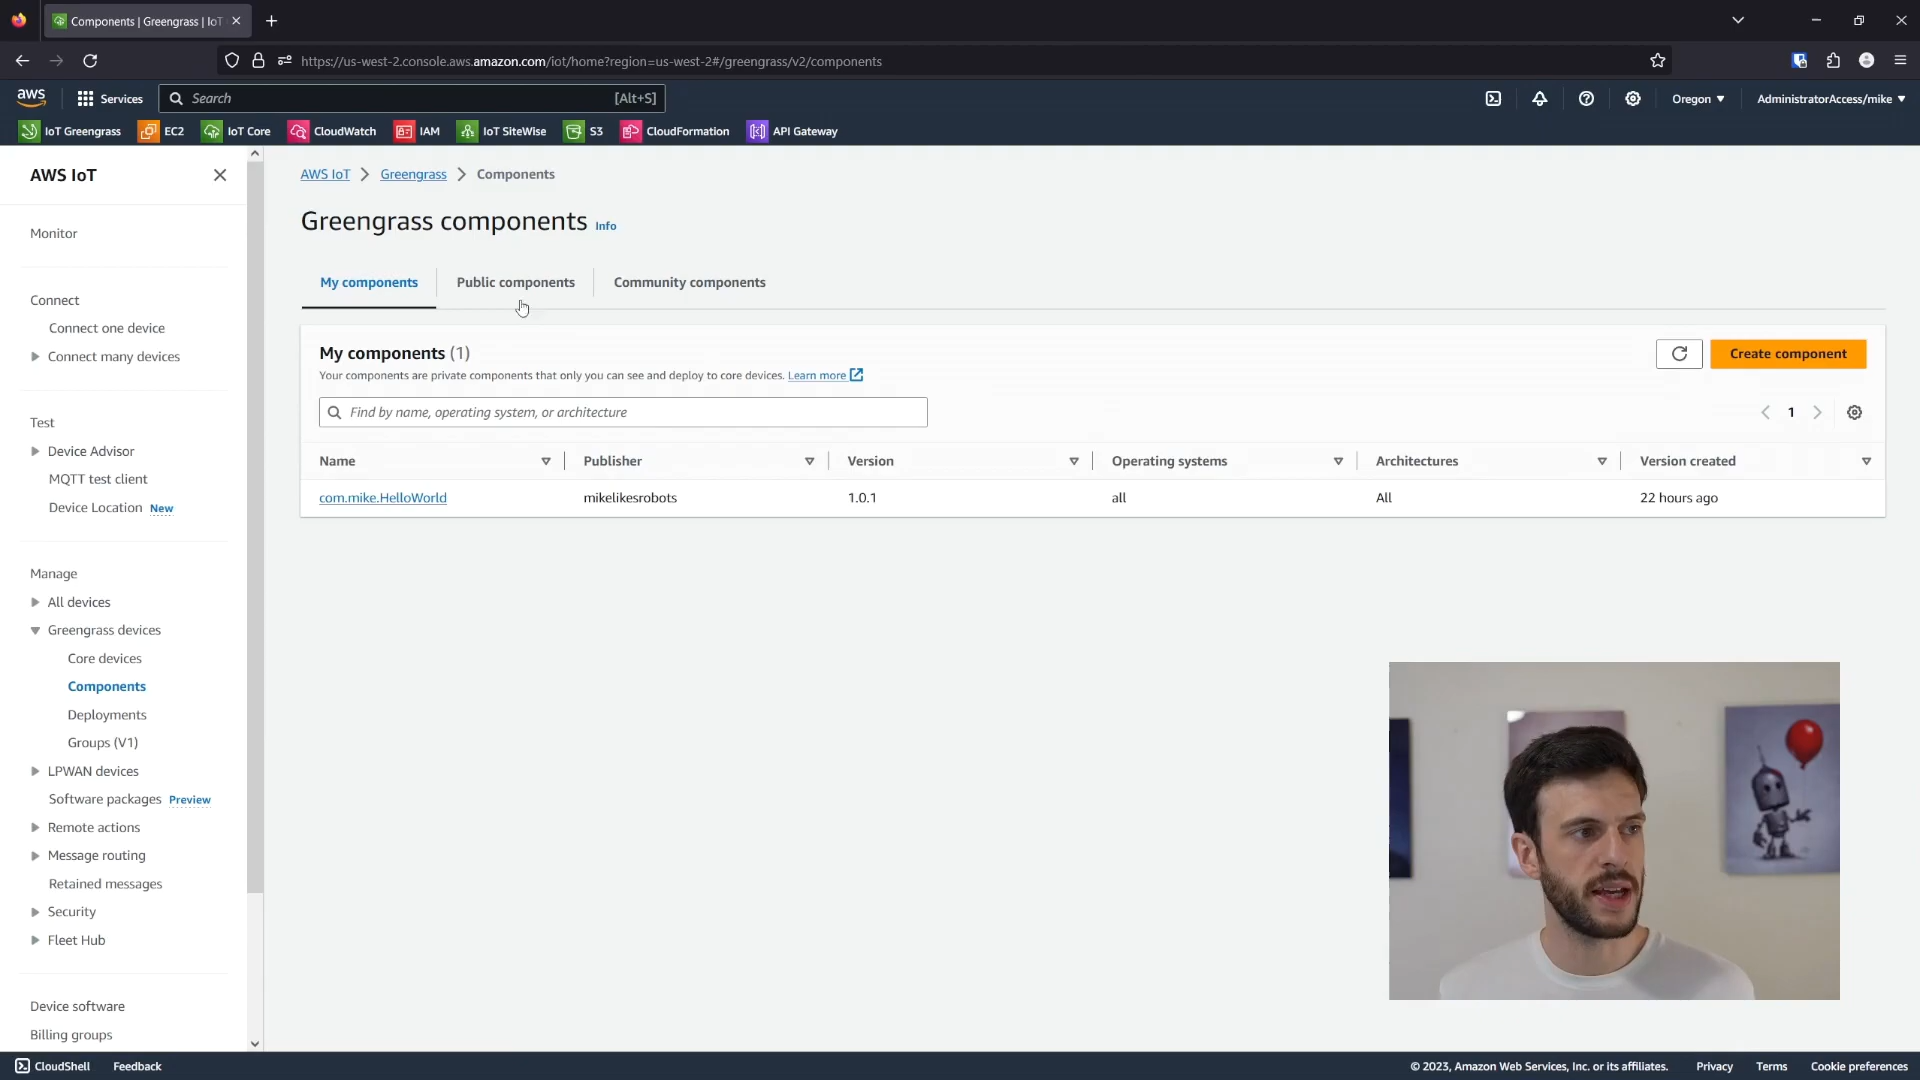 Components | Greengrass | IoT
https://us-west-2.console.aws.amazon.com/iot/home?region=us-west-2#/greengrass/v2/components
aws
Services
Search
[Alt+S]
Oregon
AdministratorAccess/mike
IoT Greengrass
EC2
IoT Core
CloudWatch
IAM
IoT SiteWise
S3
CloudFormation
API Gateway
AWS IoT
Monitor
Connect
Connect one device
Connect many devices
Test
Device Advisor
MQTT test client
Device Location New
Manage
All devices
Greengrass devices
Core devices
Components
Deployments
Groups (V1)
LPWAN devices
Software packages Preview
Remote actions
Message routing
Retained messages
Security
Fleet Hub
Device software
Billing groups
AWS IoT > Greengrass > Components
Greengrass components Info
My components
Public components
Community components
My components (1)
Your components are private components that only you can see and deploy to core devices. Learn more
Create component
Find by name, operating system, or architecture
1
Name Publisher Version Operating systems Architectures Version created
com.mike.HelloWorld mikelikesrobots 1.0.1 all All 22 hours ago
CloudShell
Feedback
© 2023, Amazon Web Services, Inc. or its affiliates.
Privacy
Terms
Cookie preferences